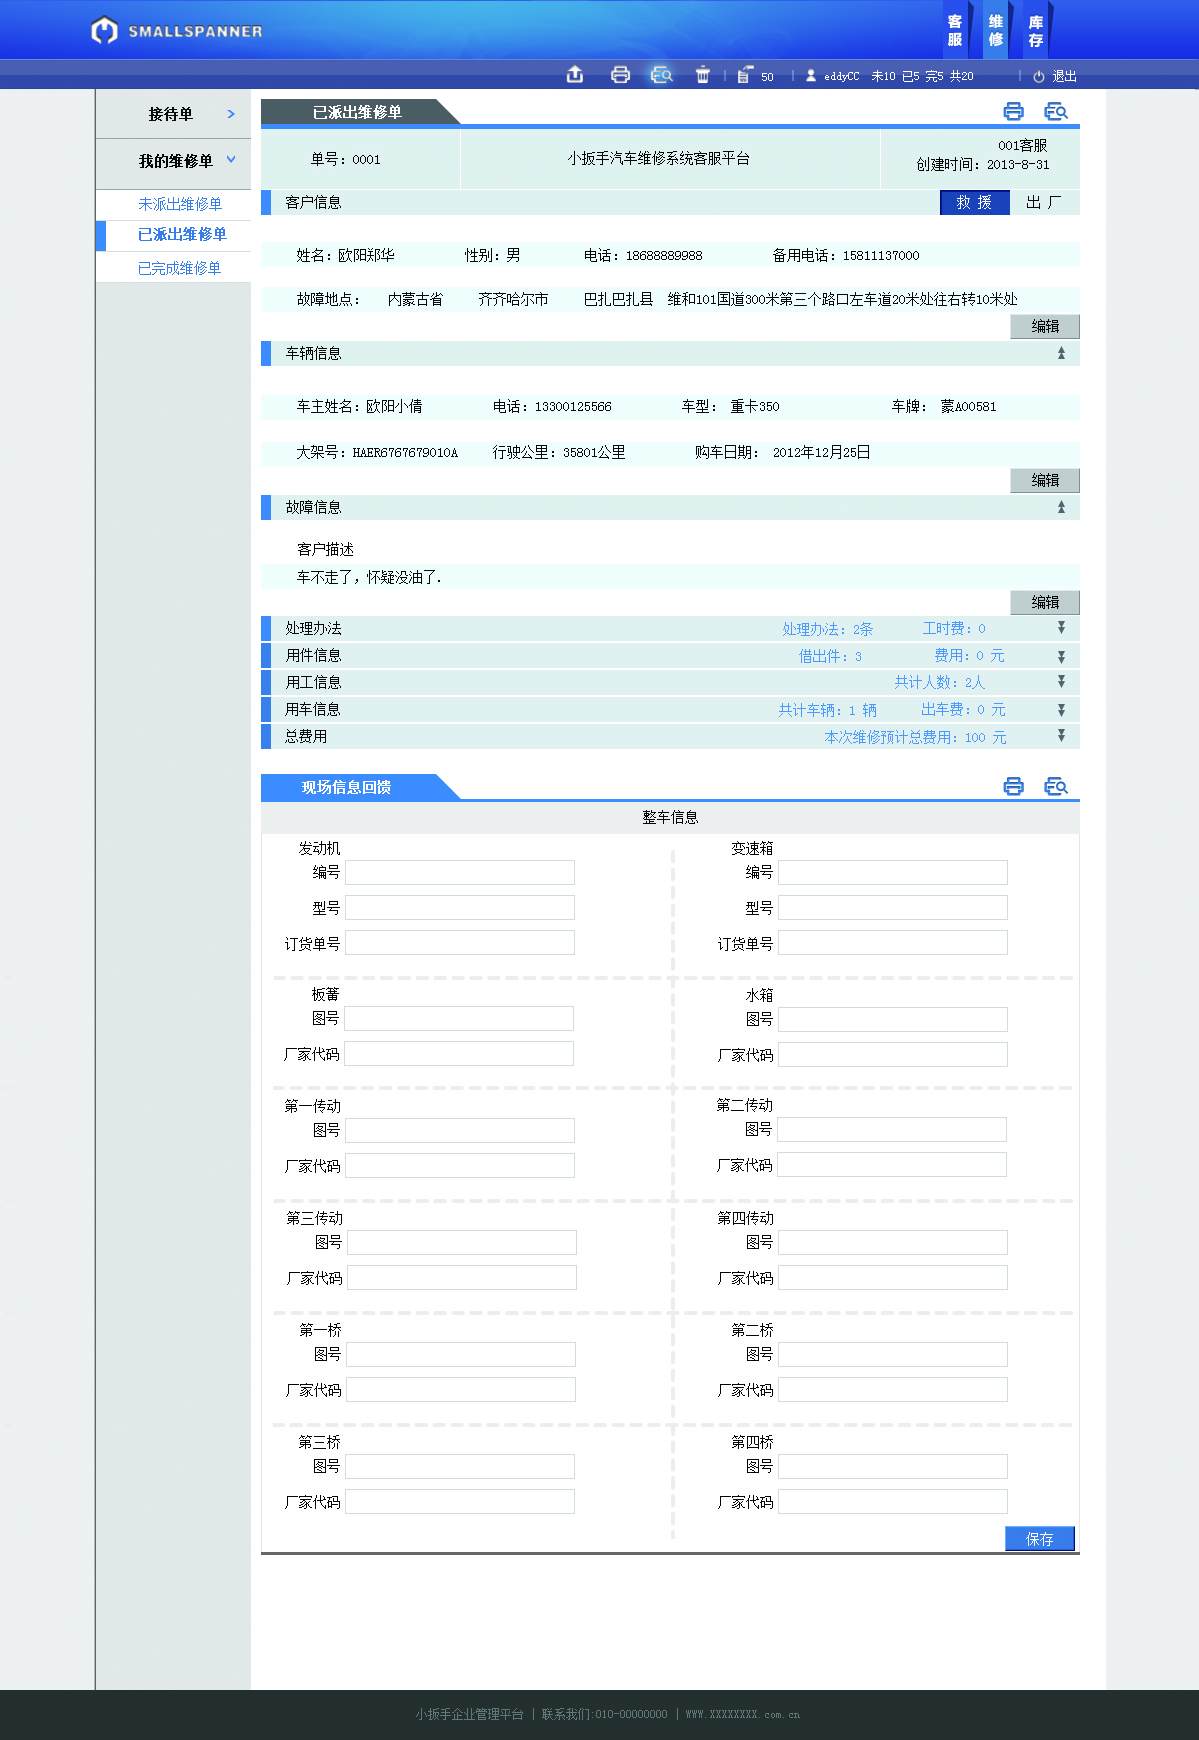 SMALLSPANNER
客服 维修 库存
50 eddyCC 未10 已5 完5 共20 退出
接待单
我的维修单
未派出维修单
已派出维修单
已完成维修单
已派出维修单
单号：0001 小扳手汽车维修系统客服平台 001客服
创建时间：2013-8-31
客户信息 救 援 出 厂
姓名：欧阳郑华 性别：男 电话：18688889988 备用电话：15811137000
故障地点： 内蒙古省 齐齐哈尔市 巴扎巴扎县 维和101国道300米第三个路口左车道20米处往右转10米处
编辑
车辆信息
车主姓名：欧阳小倩 电话：13300125566 车型： 重卡350 车牌： 蒙A00581
大架号：HAER6767679010A 行驶公里：35801公里 购车日期： 2012年12月25日
编辑
故障信息
客户描述
车不走了，怀疑没油了.
编辑
处理办法 处理办法：2条 工时费：0
用件信息 借出件：3 费用：0 元
用工信息 共计人数：2人
用车信息 共计车辆：1 辆 出车费：0 元
总费用 本次维修预计总费用：100 元
现场信息回馈
整车信息
发动机 变速箱
编号 编号
型号 型号
订货单号 订货单号
板簧 水箱
图号 图号
厂家代码 厂家代码
第一传动 第二传动
图号 图号
厂家代码 厂家代码
第三传动 第四传动
图号 图号
厂家代码 厂家代码
第一桥 第二桥
图号 图号
厂家代码 厂家代码
第三桥 第四桥
图号 图号
厂家代码 厂家代码
保存
小扳手企业管理平台 | 联系我们:010-00000000 | WWW.XXXXXXXX.com.cn